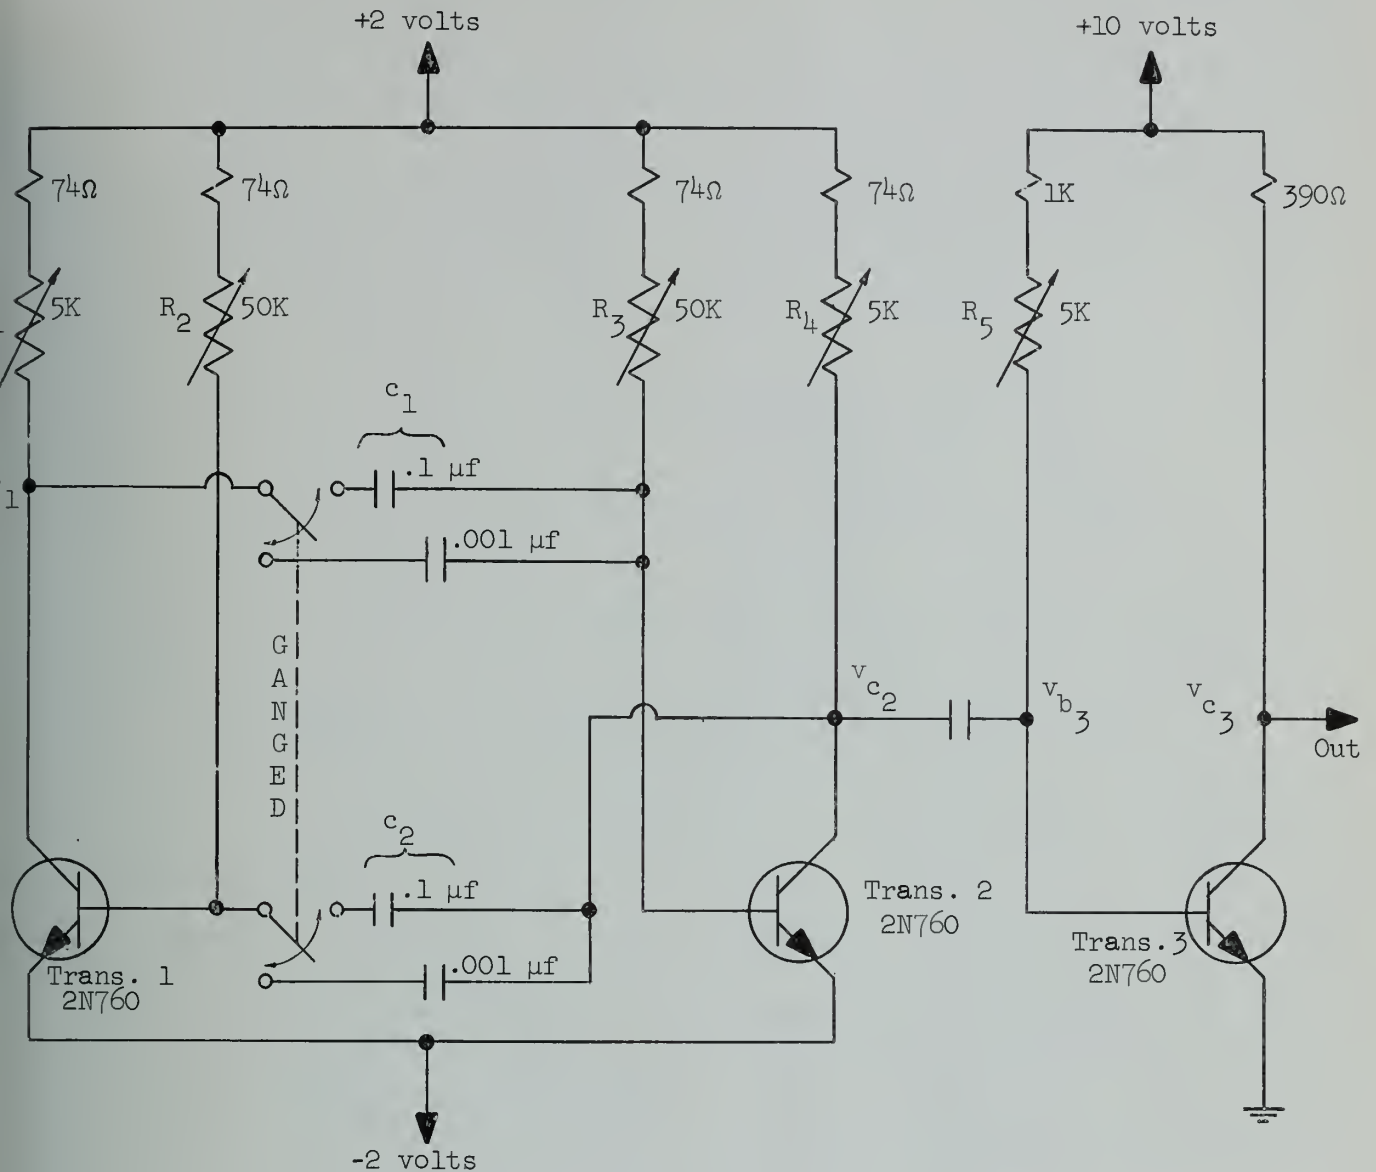 +2 volts
+10 volts
74Ω
74Ω
74Ω
74Ω
1K
390Ω
5K
R2
50K
R3
50K
R4
5K
R5
5K
c1
.1 μf
1
.001 μf
GANGED
vc2
vb3
vc3
Out
c2
.1 μf
.001 μf
Trans. 1
2N760
Trans. 2
2N760
Trans. 3
2N760
-2 volts